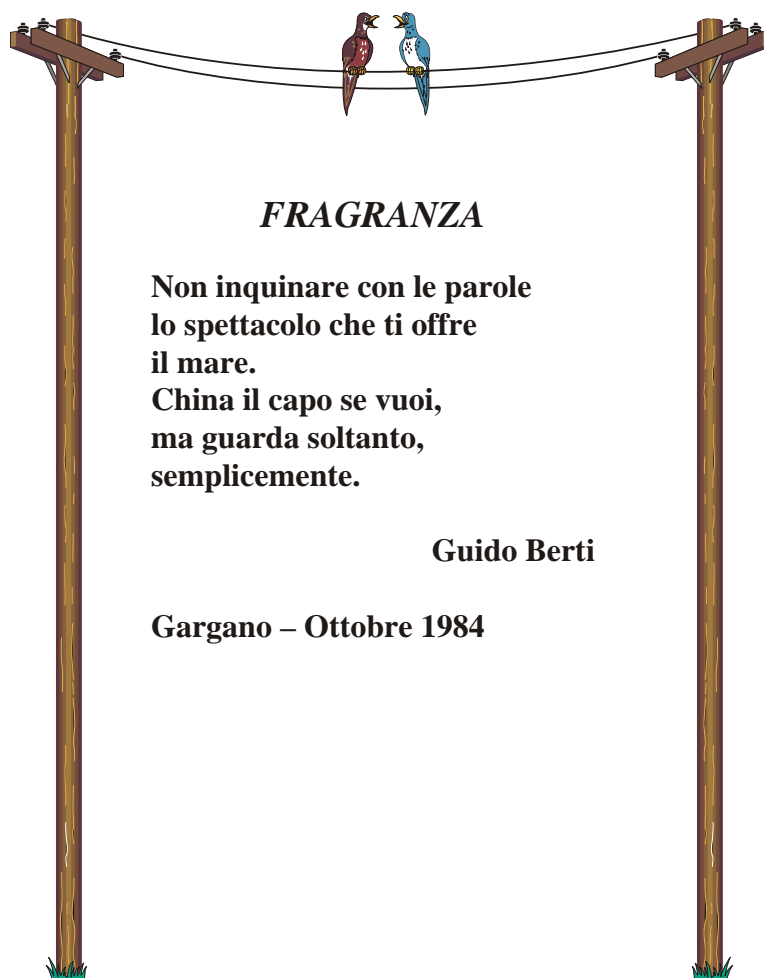 FRAGRANZA
Non inquinare con le parole
lo spettacolo che ti offre
il mare.
China il capo se vuoi,
ma guarda soltanto,
semplicemente.
Guido Berti
Gargano – Ottobre 1984